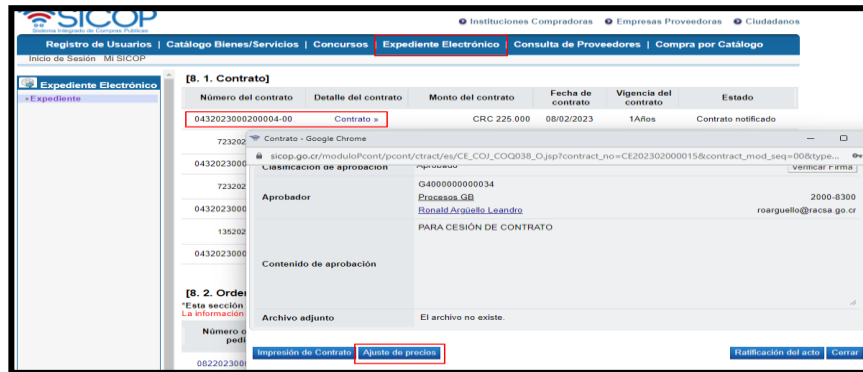 SICOP
Sistema Integrado de Compras Públicas
Instituciones Compradoras Empresas Proveedoras Ciudadanos
Registro de Usuarios | Catálogo Bienes/Servicios | Concursos | Expediente Electrónico | Consulta de Proveedores | Compra por Catálogo
Inicio de Sesión Mi SICOP
Expediente Electrónico
Expediente
[8. 1. Contrato]
Número del contrato Detalle del contrato Monto del contrato Fecha de contrato Vigencia del contrato Estado
0432023000200004-00 Contrato » CRC 225.000 08/02/2023 1Años Contrato notificado
723202
0432023000
723202
0432023000
135202
0432023000
Contrato - Google Chrome
sicop.go.cr/moduloPcont/pcont/ctract/es/CE_COJ_COQ038_O.jsp?contract_no=CE202302000015&contract_mod_seq=00&type...
Clasificación de aprobación Aprobado Verificar Firma
Aprobador
G4000000000034
Procesos GB 2000-8300
Ronald Argüello Leandro roarguello@racsa.go.cr
Contenido de aprobación
PARA CESIÓN DE CONTRATO
Archivo adjunto El archivo no existe.
Impresión de Contrato Ajuste de precios Ratificación del acto Cerrar
[8. 2. Orde
*Esta sección
La información
Número o
pedi
082202300